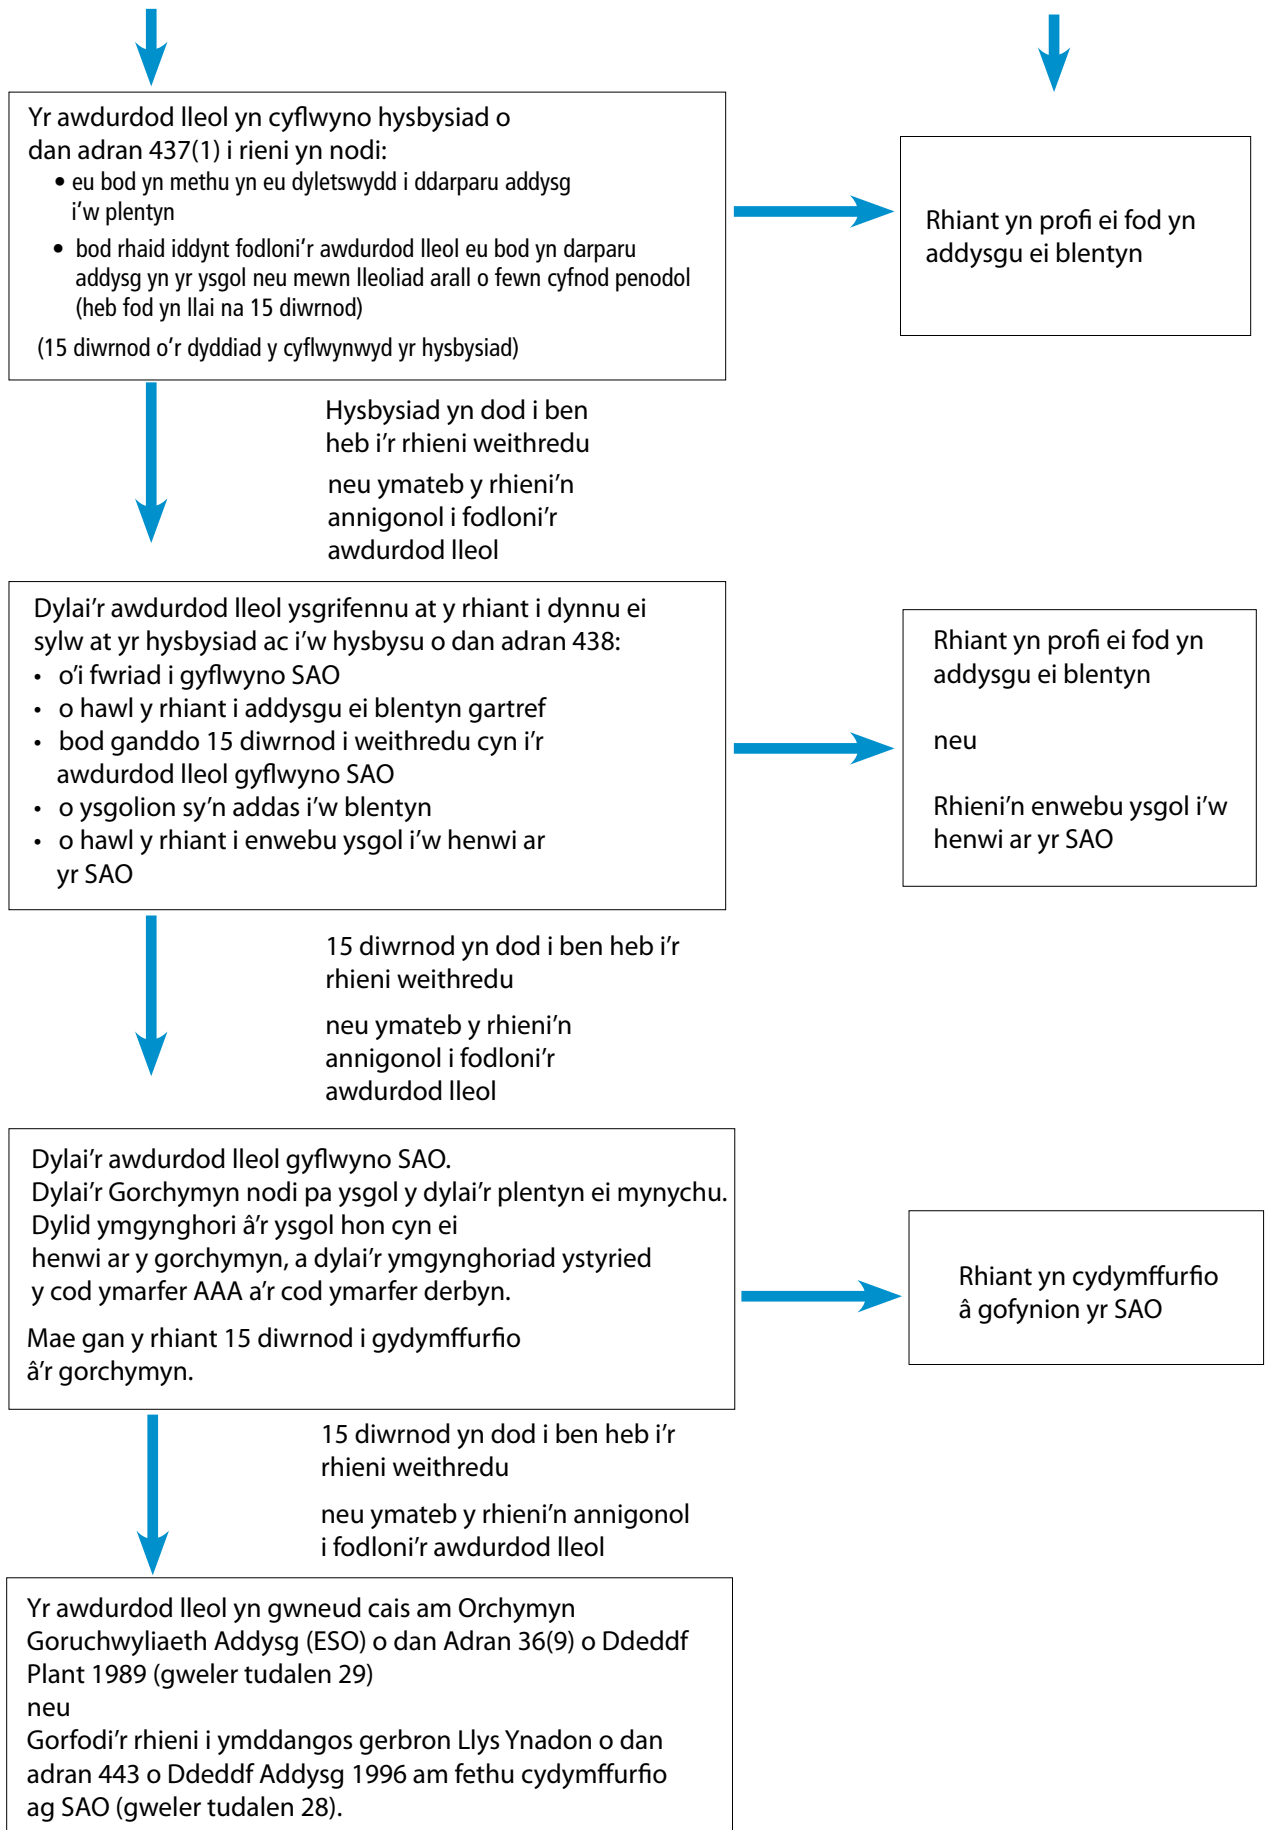 Yr awdurdod lleol yn cyflwyno hysbysiad o
dan adran 437(1) i rieni yn nodi:
• eu bod yn methu yn eu dyletswydd i ddarparu addysg
i'w plentyn
• bod rhaid iddynt fodloni'r awdurdod lleol eu bod yn darparu
addysg yn yr ysgol neu mewn lleoliad arall o fewn cyfnod penodol
(heb fod yn llai na 15 diwrnod)
(15 diwrnod o'r dyddiad y cyflwynwyd yr hysbysiad)
Rhiant yn profi ei fod yn
addysgu ei blentyn
Hysbysiad yn dod i ben
heb i'r rhieni weithredu
neu ymateb y rhieni'n
annigonol i fodloni'r
awdurdod lleol
Dylai'r awdurdod lleol ysgrifennu at y rhiant i dynnu ei
sylw at yr hysbysiad ac i'w hysbysu o dan adran 438:
• o'i fwriad i gyflwyno SAO
• o hawl y rhiant i addysgu ei blentyn gartref
• bod ganddo 15 diwrnod i weithredu cyn i'r
awdurdod lleol gyflwyno SAO
• o ysgolion sy'n addas i'w blentyn
• o hawl y rhiant i enwebu ysgol i'w henwi ar
yr SAO
Rhiant yn profi ei fod yn
addysgu ei blentyn
neu
Rhieni'n enwebu ysgol i'w
henwi ar yr SAO
15 diwrnod yn dod i ben heb i'r
rhieni weithredu
neu ymateb y rhieni'n
annigonol i fodloni'r
awdurdod lleol
Dylai'r awdurdod lleol gyflwyno SAO.
Dylai'r Gorchymyn nodi pa ysgol y dylai'r plentyn ei mynychu.
Dylid ymgynghori â'r ysgol hon cyn ei
henwi ar y gorchymyn, a dylai'r ymgynghoriad ystyried
y cod ymarfer AAA a'r cod ymarfer derbyn.
Mae gan y rhiant 15 diwrnod i gydymffurfio
â'r gorchymyn.
Rhiant yn cydymffurfio
â gofynion yr SAO
15 diwrnod yn dod i ben heb i'r
rhieni weithredu
neu ymateb y rhieni'n annigonol
i fodloni'r awdurdod lleol
Yr awdurdod lleol yn gwneud cais am Orchymyn
Goruchwyliaeth Addysg (ESO) o dan Adran 36(9) o Ddeddf
Plant 1989 (gweler tudalen 29)
neu
Gorfodi'r rhieni i ymddangos gerbron Llys Ynadon o dan
adran 443 o Ddeddf Addysg 1996 am fethu cydymffurfio
ag SAO (gweler tudalen 28).